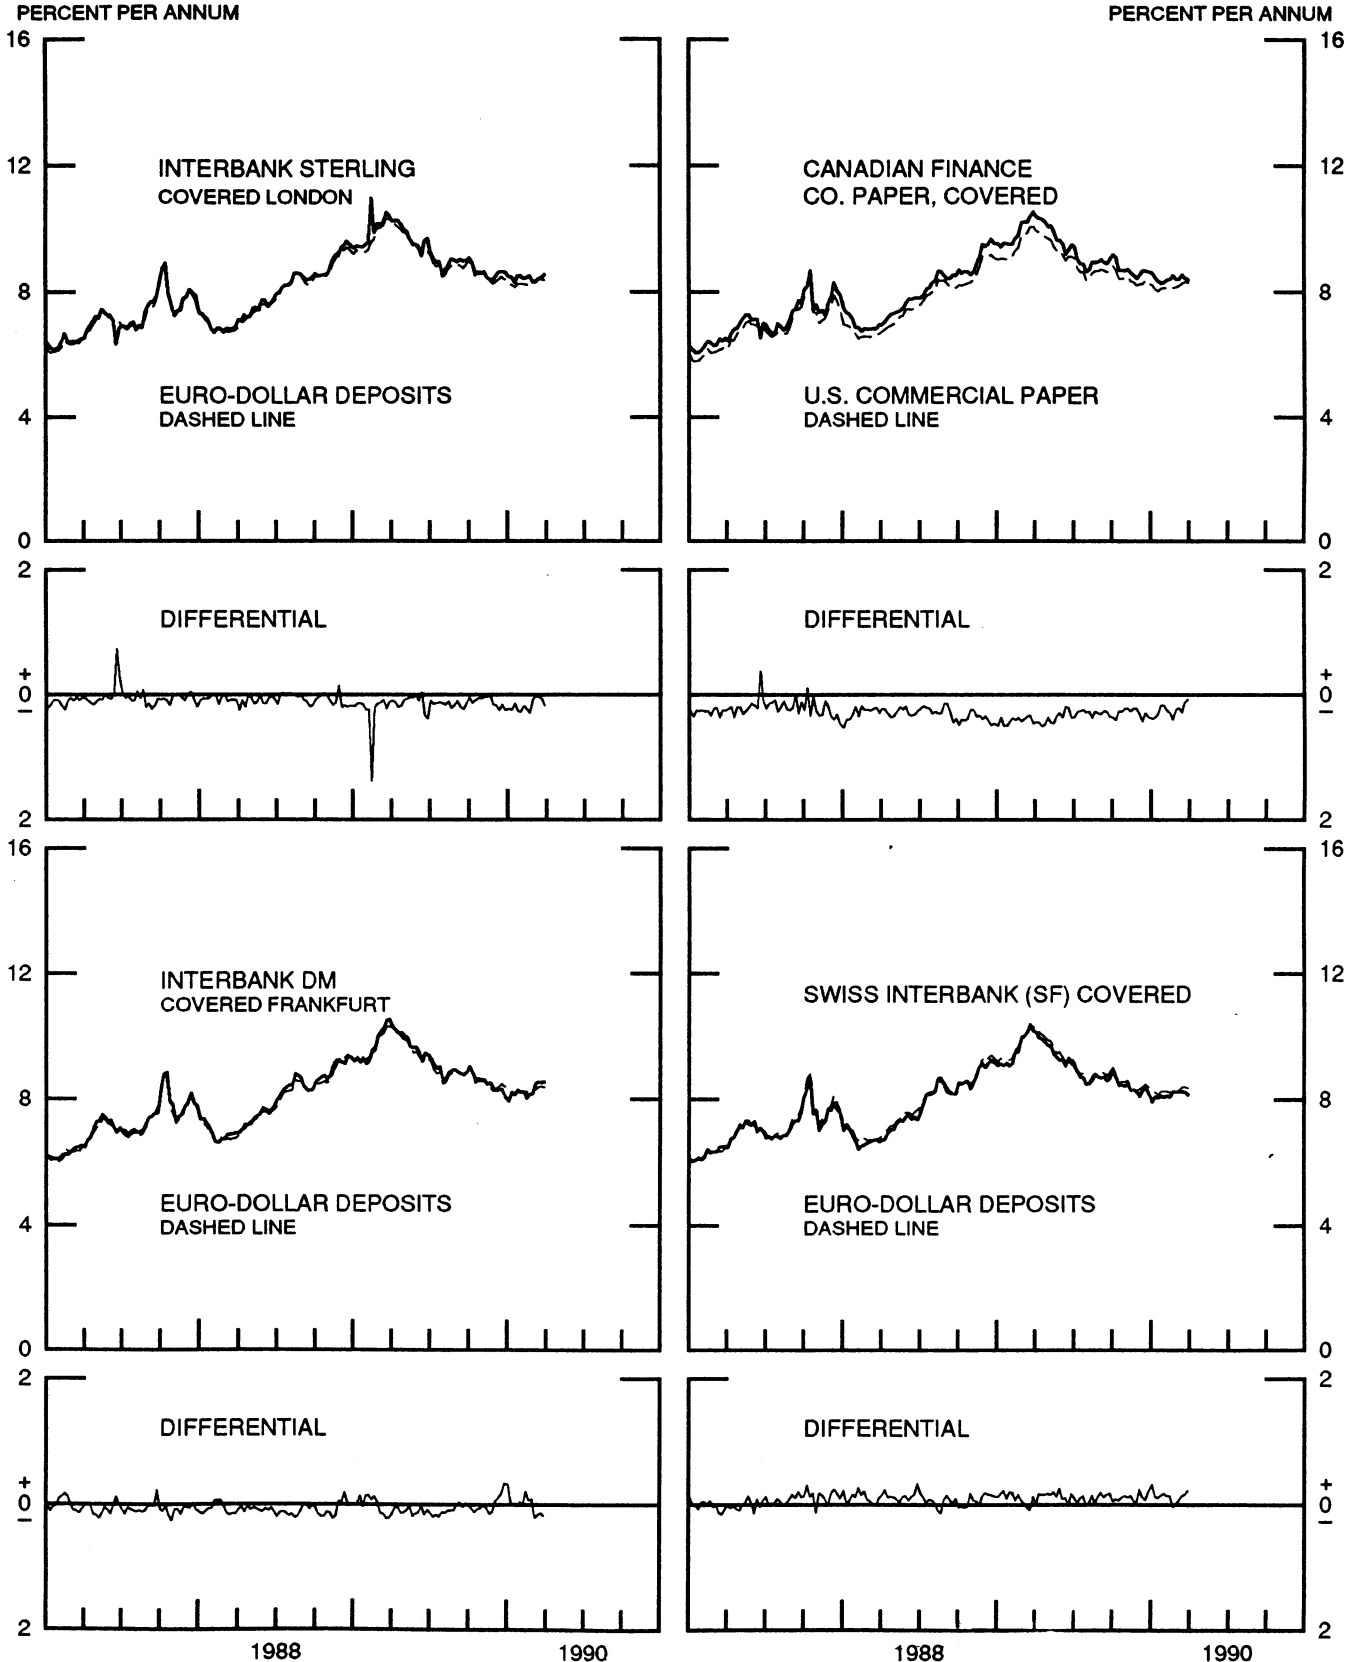 PERCENT PER ANNUM
PERCENT PER ANNUM
16
16
12
INTERBANK STERLING
COVERED LONDON
CANADIAN FINANCE
CO. PAPER, COVERED
12
8
8
EURO-DOLLAR DEPOSITS
DASHED LINE
U.S. COMMERCIAL PAPER
DASHED LINE
4
4
0
0
2
2
DIFFERENTIAL
DIFFERENTIAL
+
0
–
+
0
–
2
2
16
16
12
INTERBANK DM
COVERED FRANKFURT
SWISS INTERBANK (SF) COVERED
12
8
8
EURO-DOLLAR DEPOSITS
DASHED LINE
EURO-DOLLAR DEPOSITS
DASHED LINE
4
4
0
0
2
2
DIFFERENTIAL
DIFFERENTIAL
+
0
–
+
0
–
2
2
1988
1990
1988
1990